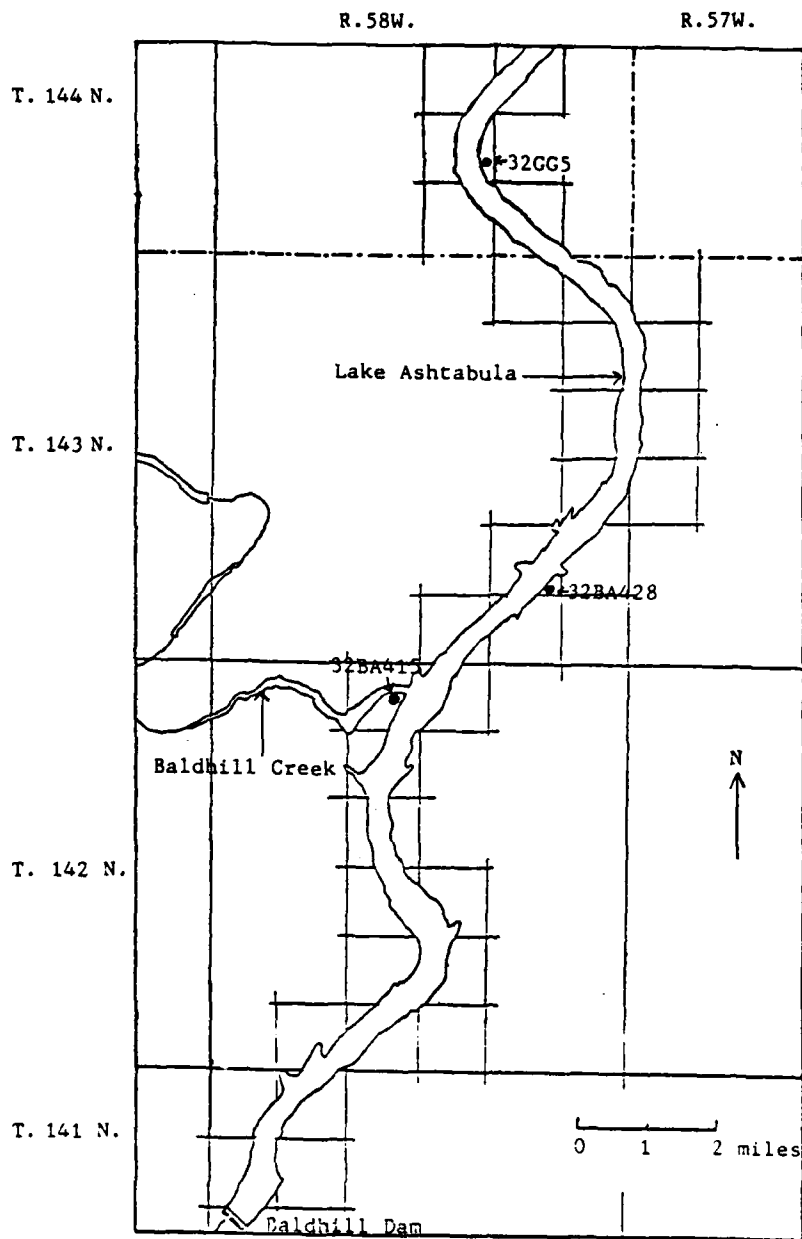 R.58W. R.57W.
T. 144 N.
32GG5
Lake Ashtabula
T. 143 N.
32BA428
32BA415
Baldhill Creek
N
T. 142 N.
T. 141 N.
0 1 2 miles
Baldhill Dam